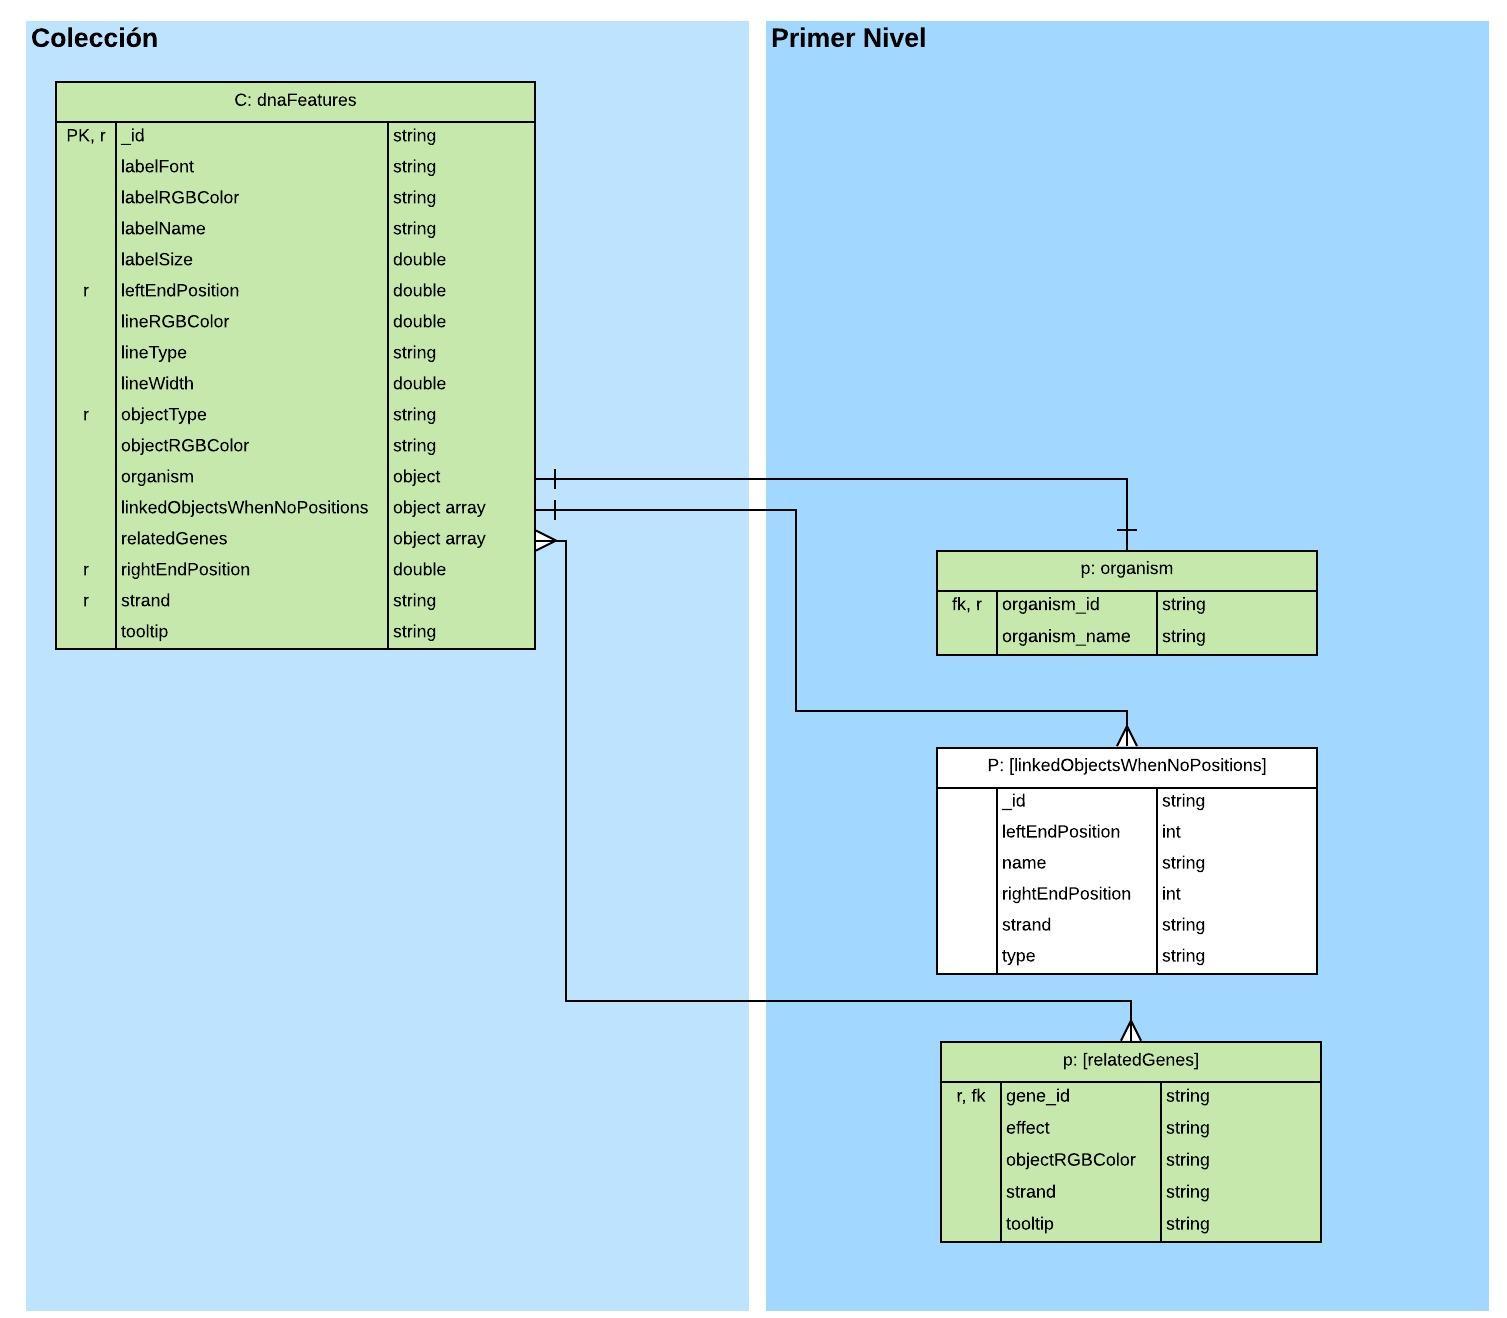 Colección
C: dnaFeatures
PK, r _id string
labelFont string
labelRGBColor string
labelName string
labelSize double
r leftEndPosition double
lineRGBColor double
lineType string
lineWidth double
r objectType string
objectRGBColor string
organism object
linkedObjectsWhenNoPositions object array
relatedGenes object array
r rightEndPosition double
r strand string
tooltip string
Primer Nivel
p: organism
fk, r organism_id string
organism_name string
P: [linkedObjectsWhenNoPositions]
_id string
leftEndPosition int
name string
rightEndPosition int
strand string
type string
p: [relatedGenes]
r, fk gene_id string
effect string
objectRGBColor string
strand string
tooltip string